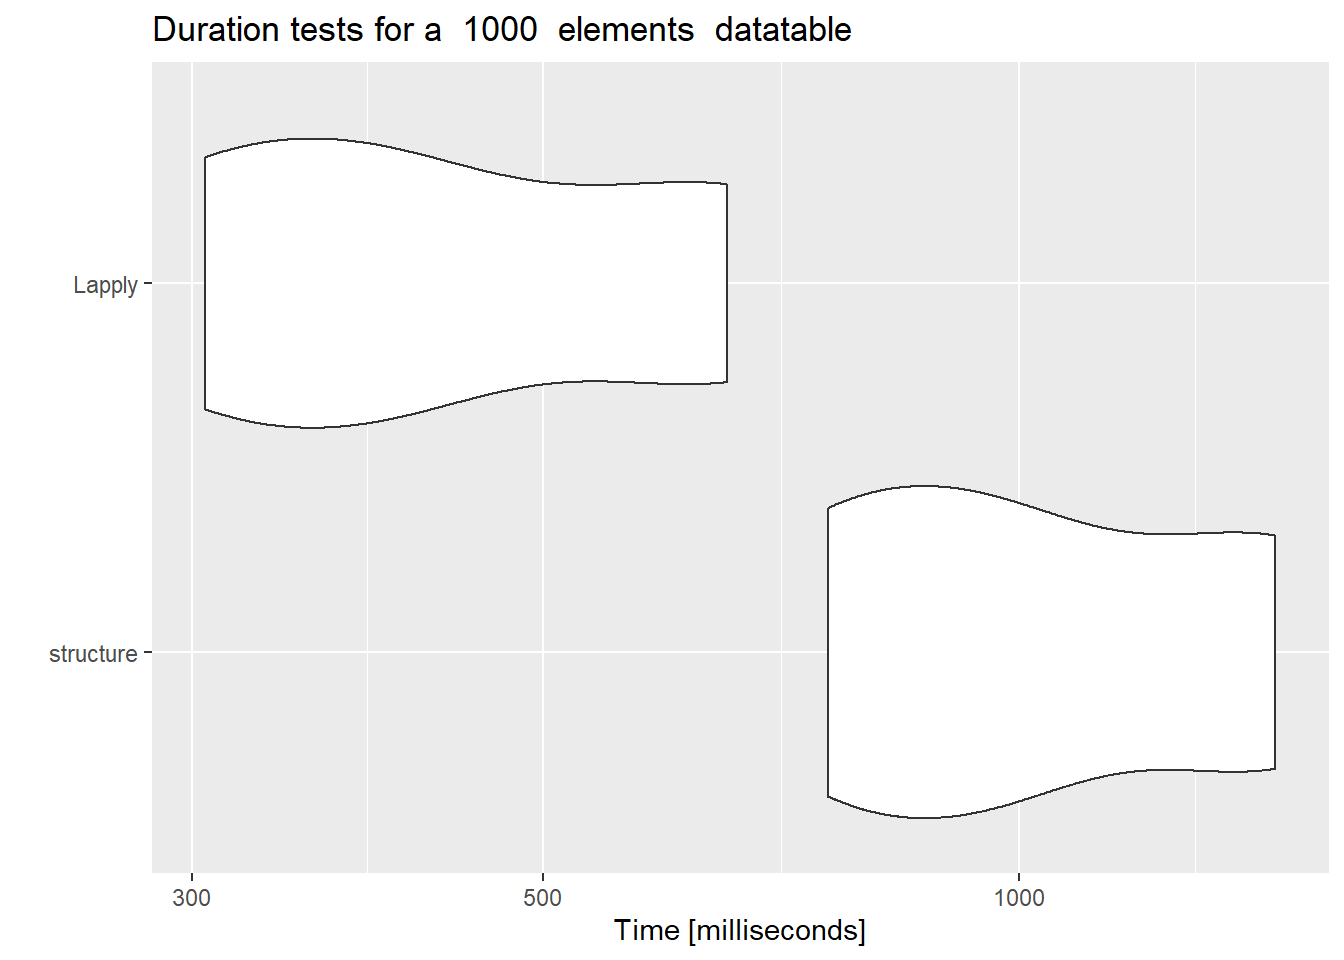 Duration tests for a  1000  elements  datatable
Lapply
structure
300
500
1000
Time [milliseconds]